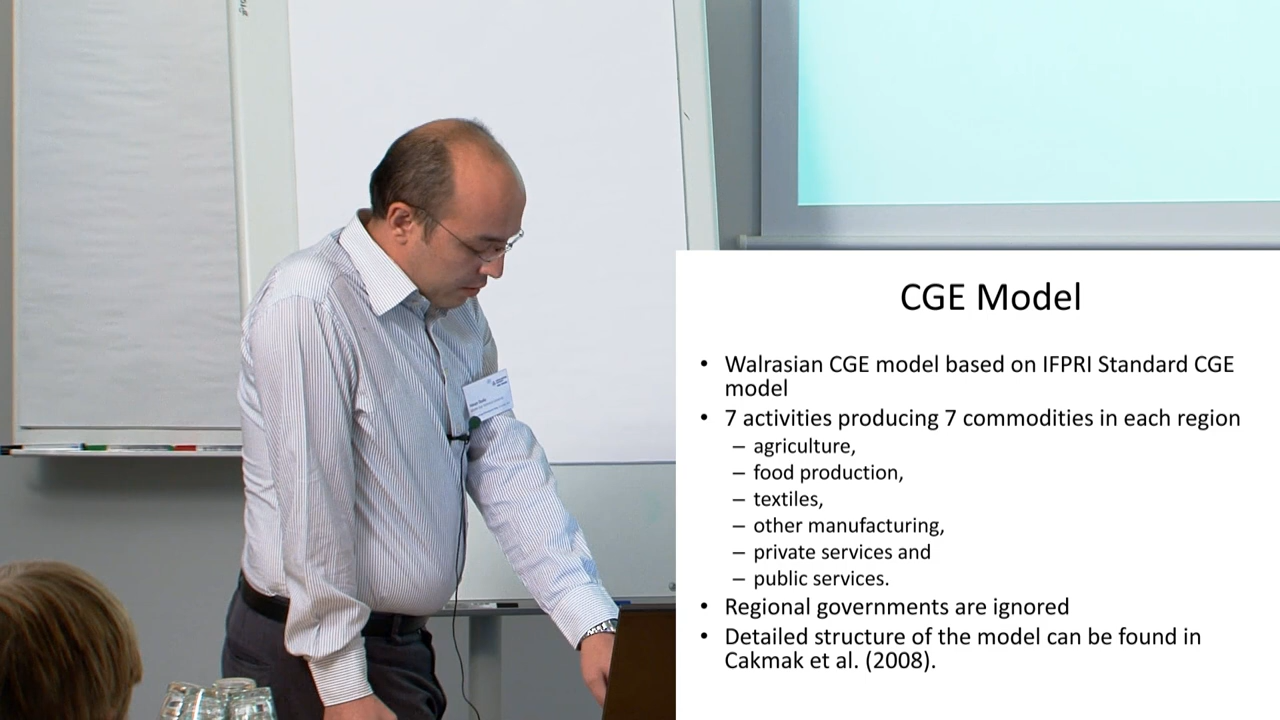 CGE Model
• Walrasian CGE model based on IFPRI Standard CGE
model
• 7 activities producing 7 commodities in each region
– agriculture,
– food production,
– textiles,
– other manufacturing,
– private services and
– public services.
• Regional governments are ignored
• Detailed structure of the model can be found in
Cakmak et al. (2008).